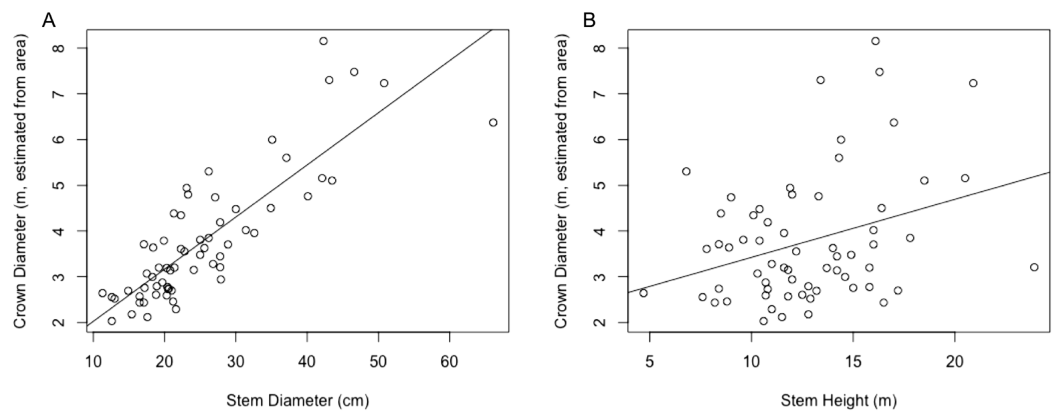 A
Crown Diameter (m, estimated from area)
8
7
6
5
4
3
2
10 20 30 40 50 60
Stem Diameter (cm)
B
Crown Diameter (m, estimated from area)
8
7
6
5
4
3
2
5 10 15 20
Stem Height (m)